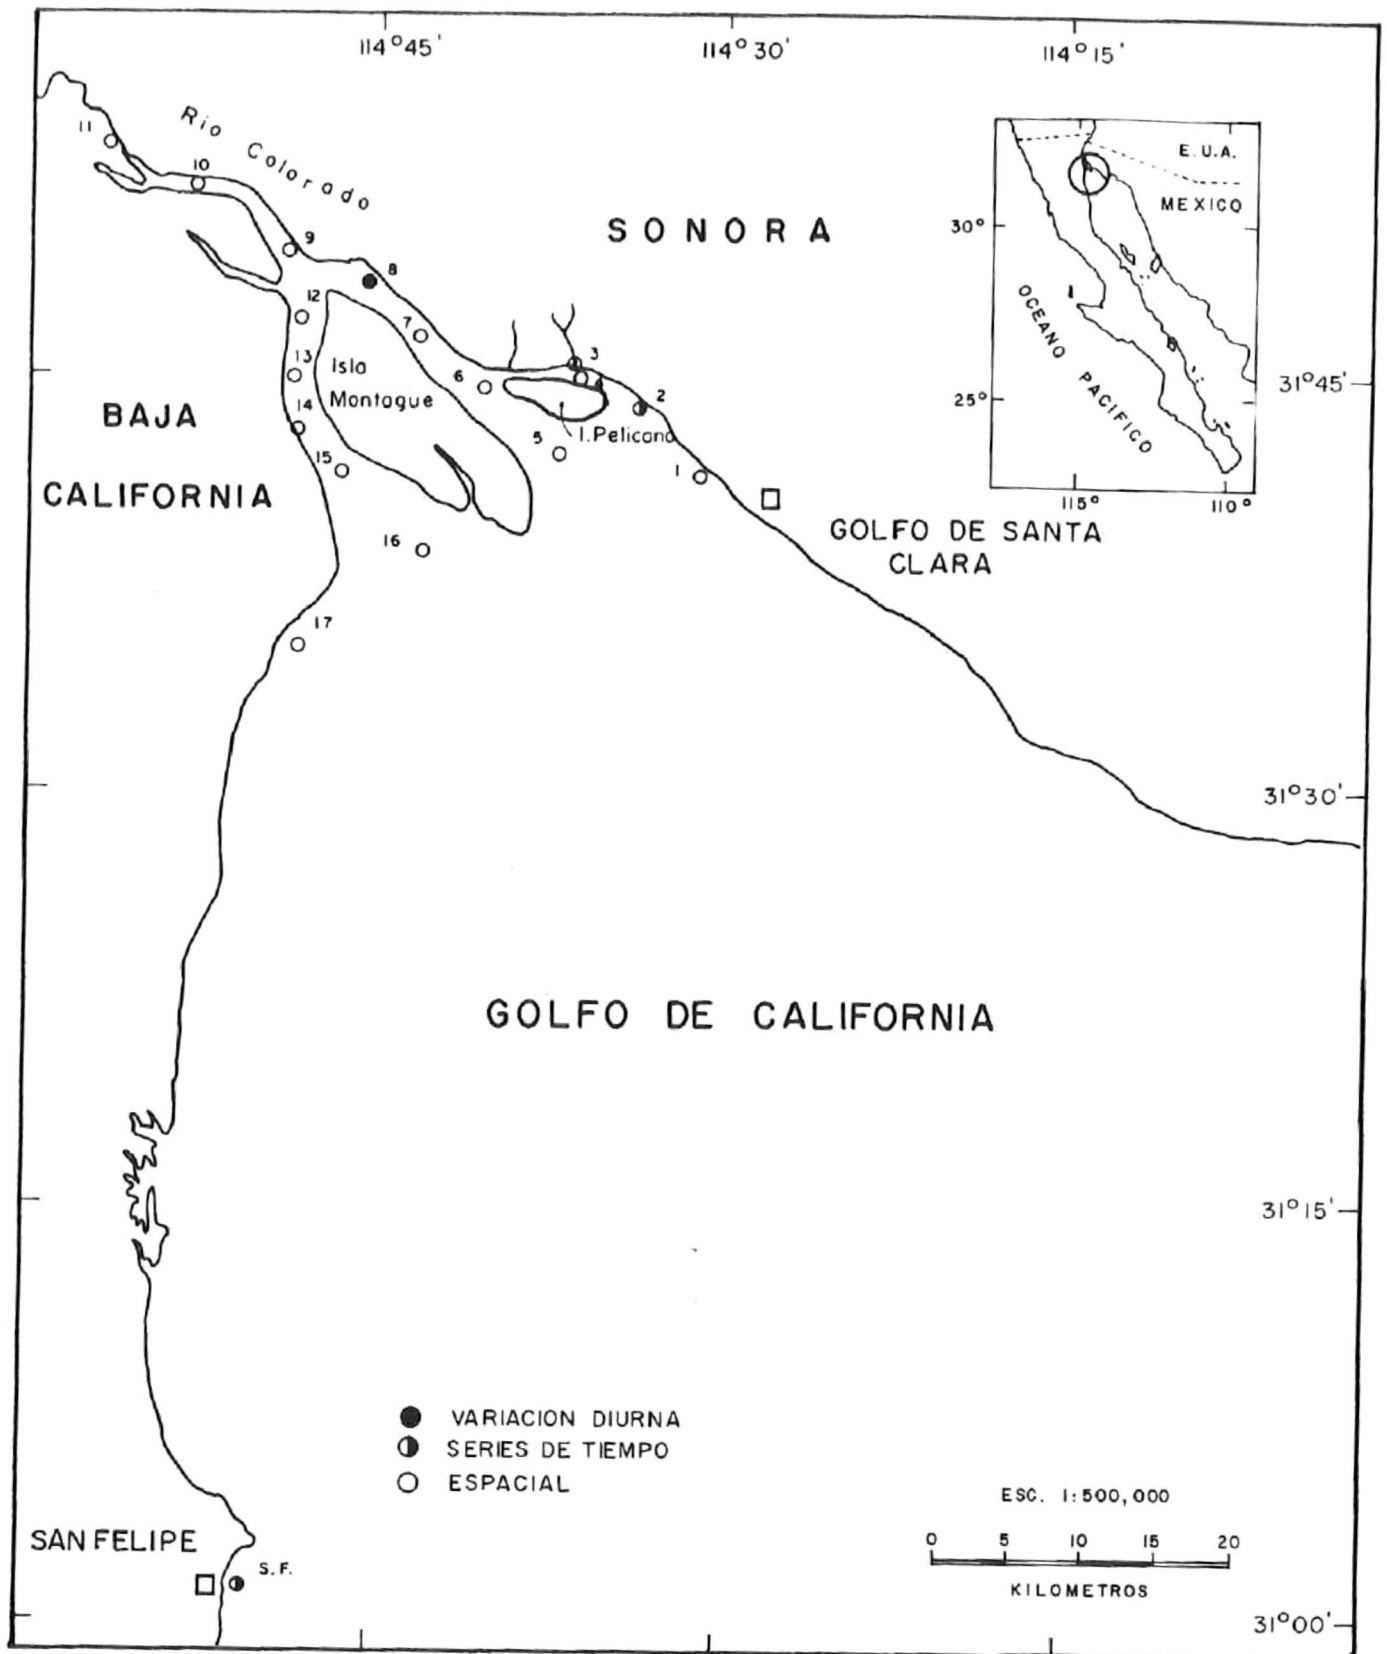 114°45'
114°30'
114°15'
11
Rio Colorado
10
E.U.A.
MEXICO
30°
SONORA
9
8
12
OCEANO PACIFICO
7
3
13
Isla
Montague
6
4
2
31°45'
25°
BAJA
CALIFORNIA
14
I. Pelicano
5
15
1
115°
110°
GOLFO DE SANTA
CLARA
16
17
31°30'
GOLFO DE CALIFORNIA
31°15'
VARIACION DIURNA
SERIES DE TIEMPO
ESPACIAL
ESC. 1:500,000
0 5 10 15 20
KILOMETROS
SAN FELIPE
S.F.
31°00'